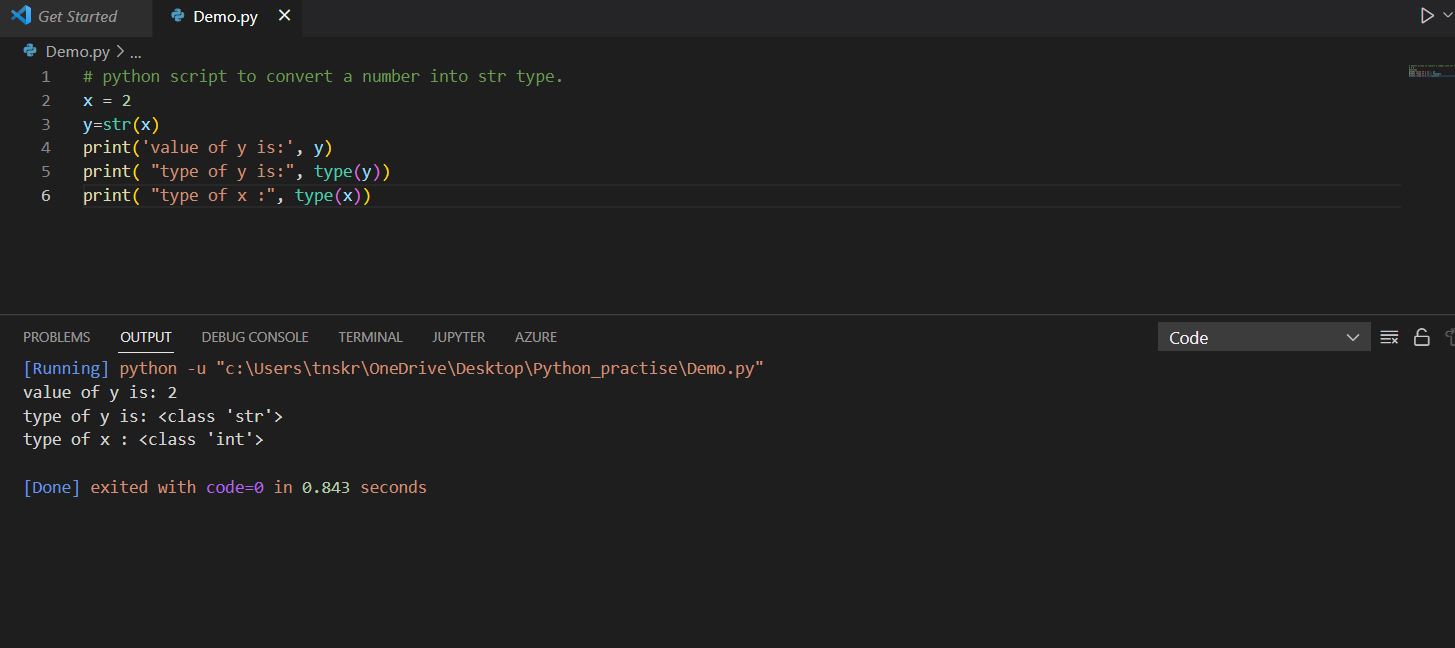 Get Started Demo.py
Demo.py > ...
1 # python script to convert a number into str type.
2 x = 2
3 y=str(x)
4 print('value of y is:', y)
5 print( "type of y is:", type(y))
6 print( "type of x :", type(x))
PROBLEMS OUTPUT DEBUG CONSOLE TERMINAL JUPYTER AZURE Code
[Running] python -u "c:\Users\tnskr\OneDrive\Desktop\Python_practise\Demo.py"
value of y is: 2
type of y is: <class 'str'>
type of x : <class 'int'>
[Done] exited with code=0 in 0.843 seconds